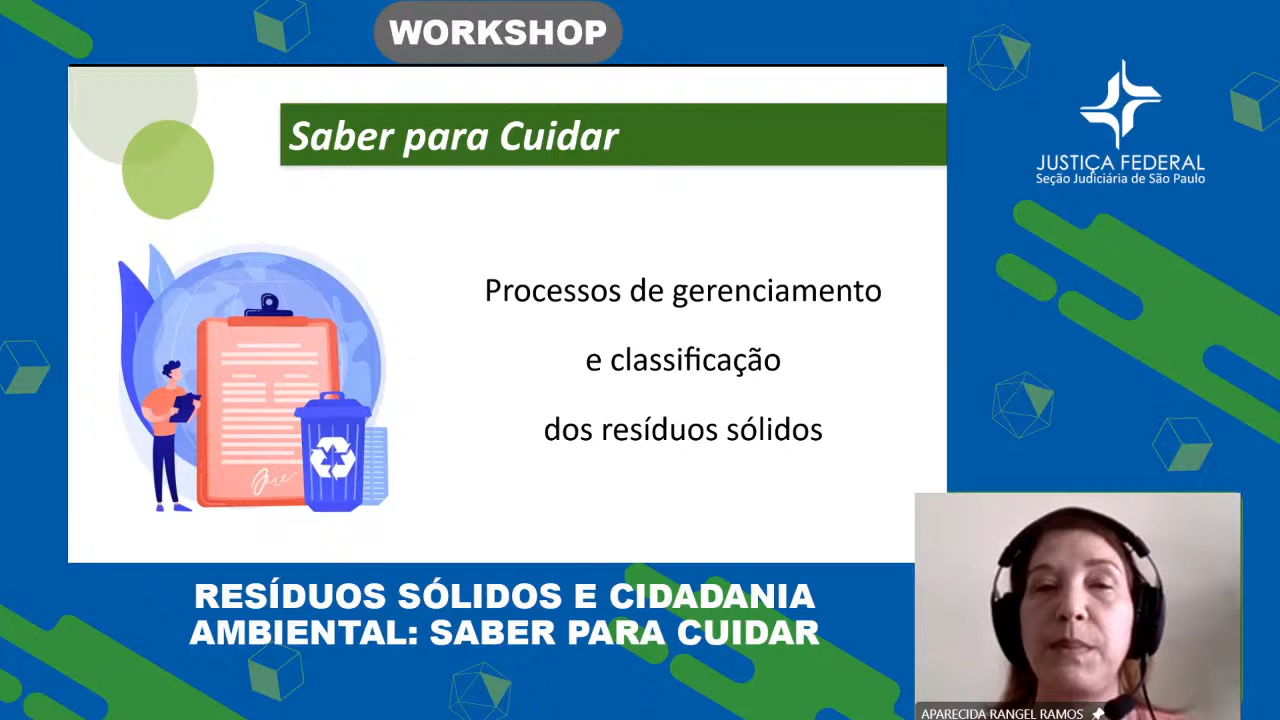 WORKSHOP
Saber para Cuidar
JUSTIÇA FEDERAL
Seção Judiciária de São Paulo
Processos de gerenciamento
e classificação
dos resíduos sólidos
RESÍDUOS SÓLIDOS E CIDADANIA
AMBIENTAL: SABER PARA CUIDAR
APARECIDA RANGEL RAMOS